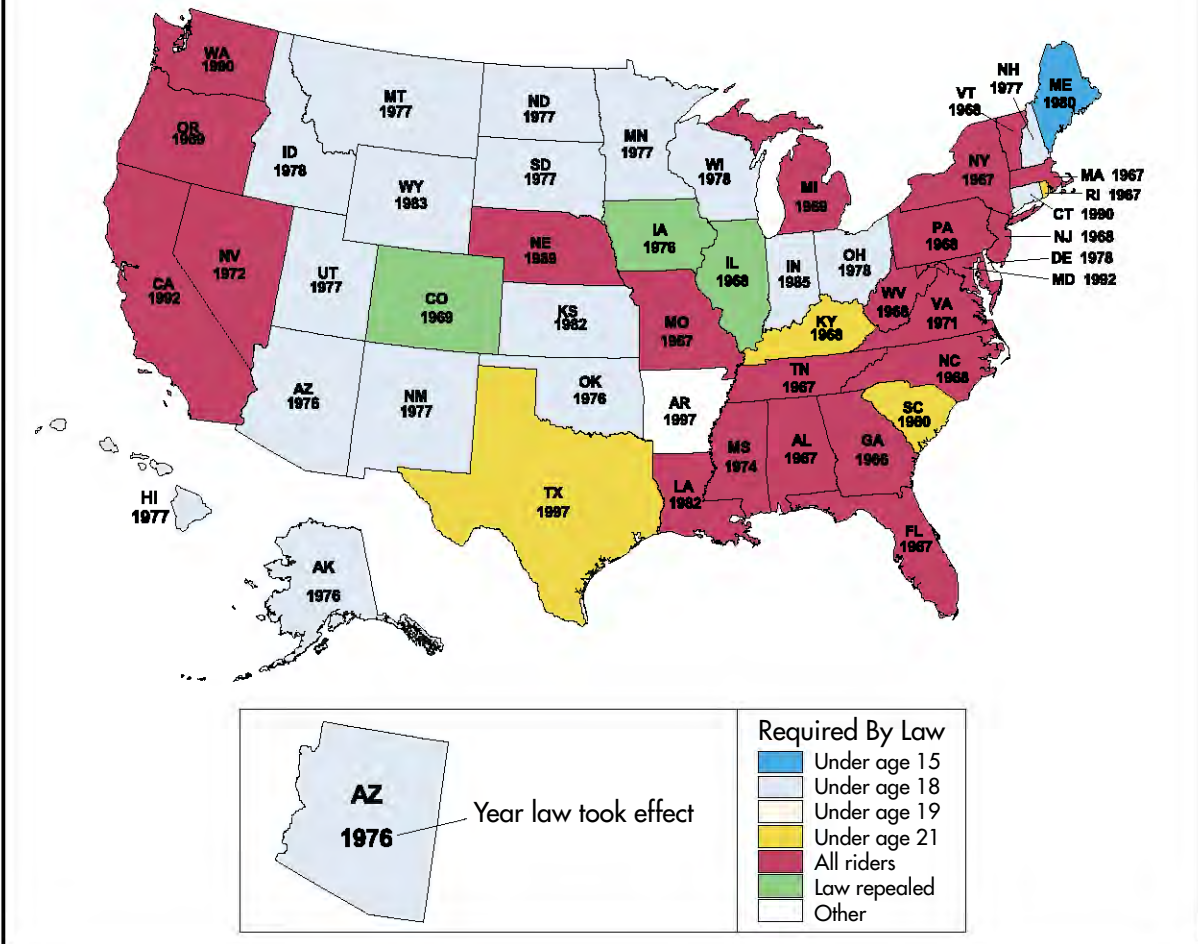 WA
1990
OR
1989
CA
1992
NV
1972
ID
1978
MT
1977
WY
1983
UT
1977
CO
1969
AZ
1976
NM
1977
ND
1977
SD
1977
NE
1989
KS
1982
OK
1976
TX
1997
MN
1977
IA
1976
MO
1967
AR
1997
LA
1982
WI
1978
IL
1968
MI
1969
IN
1985
OH
1978
KY
1968
TN
1967
MS
1974
AL
1967
GA
1966
FL
1967
SC
1980
NC
1968
VA
1971
WV
1968
PA
1968
NY
1967
VT
1968
NH
1977
ME
1980
MA 1967
RI 1967
CT 1990
NJ 1968
DE 1978
MD 1992
HI
1977
AK
1976
AZ
1976
Year law took effect
Required By Law
Under age 15
Under age 18
Under age 19
Under age 21
All riders
Law repealed
Other